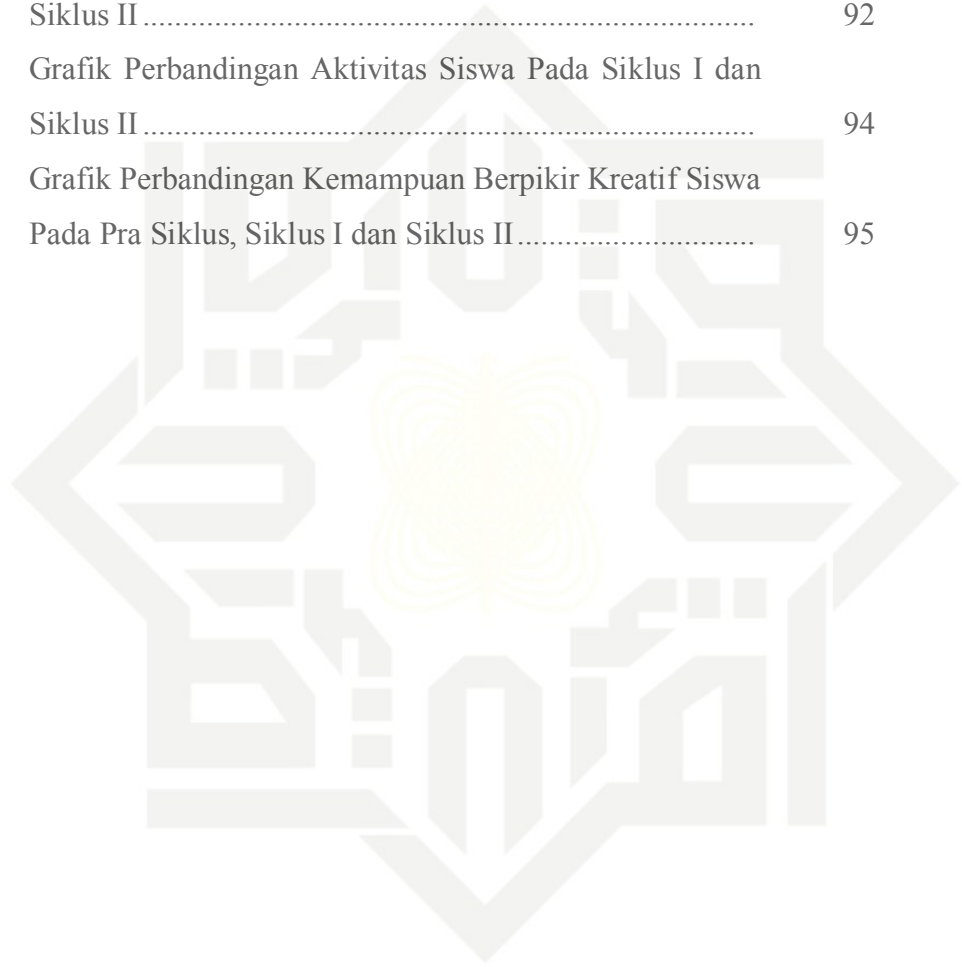 Siklus II ............................................................................ 92
Grafik Perbandingan Aktivitas Siswa Pada Siklus I dan
Siklus II ............................................................................ 94
Grafik Perbandingan Kemampuan Berpikir Kreatif Siswa
Pada Pra Siklus, Siklus I dan Siklus II ............................. 95